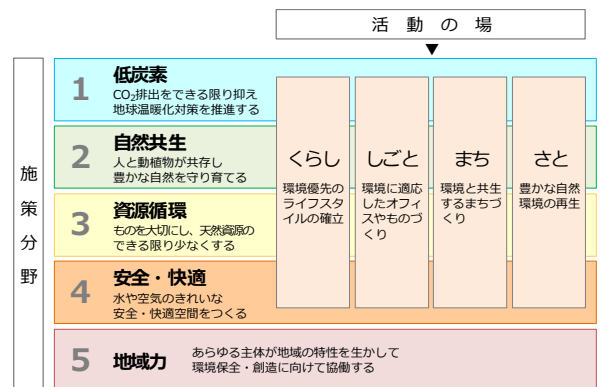 活動の場
▼
施策分野
1 低炭素
CO₂排出をできる限り抑え
地球温暖化対策を推進する
2 自然共生
人と動植物が共存し
豊かな自然を守り育てる
3 資源循環
ものを大切にし、天然資源の
できる限り少なくする
4 安全・快適
水や空気のきれいな
安全・快適空間をつくる
くらし
環境優先の
ライフスタ
イルの確立
しごと
環境に適応
したオフィ
スやものづ
くり
まち
環境と共生
するまちづ
くり
さと
豊かな自然
環境の再生
5 地域力
あらゆる主体が地域の特性を生かして
環境保全・創造に向けて協働する